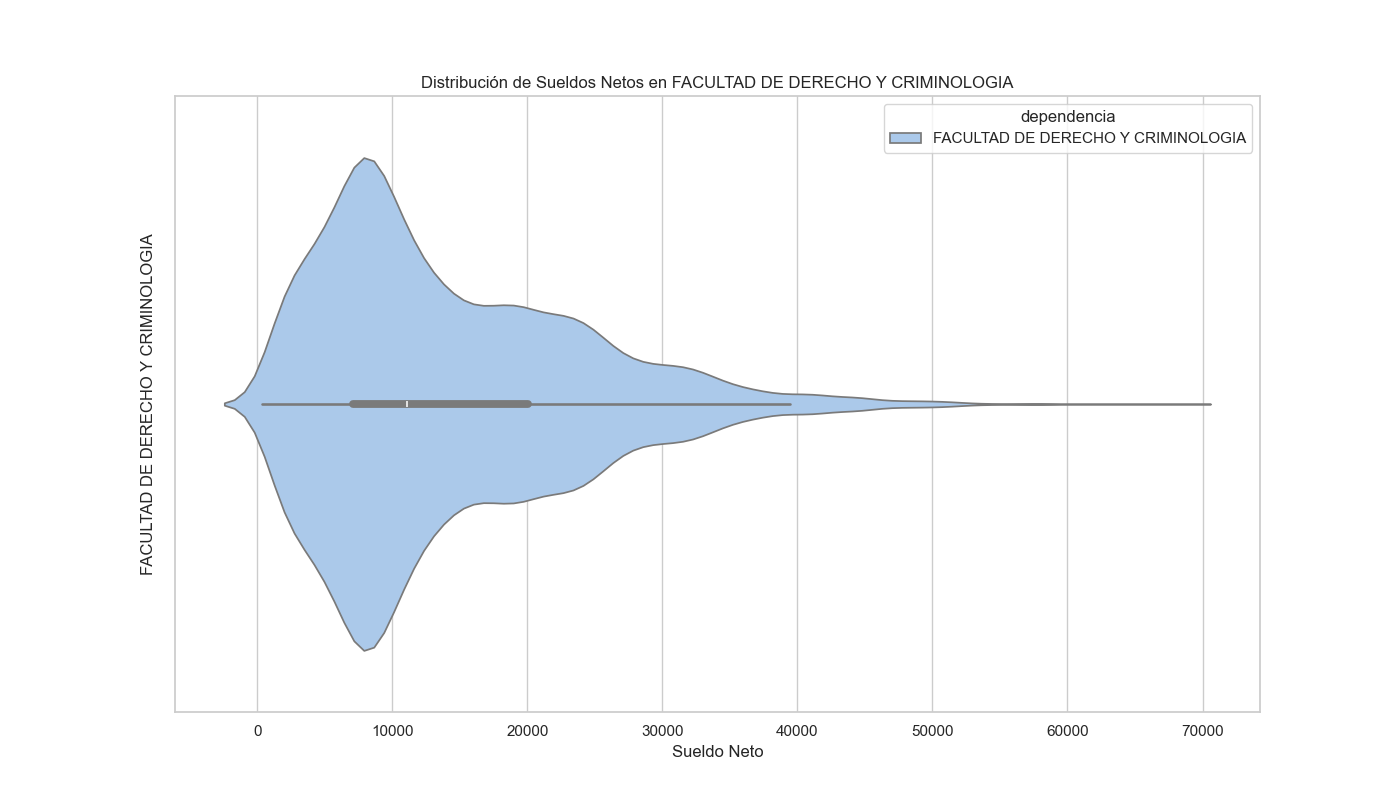 Distribución de Sueldos Netos en FACULTAD DE DERECHO Y CRIMINOLOGIA
dependencia
FACULTAD DE DERECHO Y CRIMINOLOGIA
FACULTAD DE DERECHO Y CRIMINOLOGIA
0 10000 20000 30000 40000 50000 60000 70000
Sueldo Neto